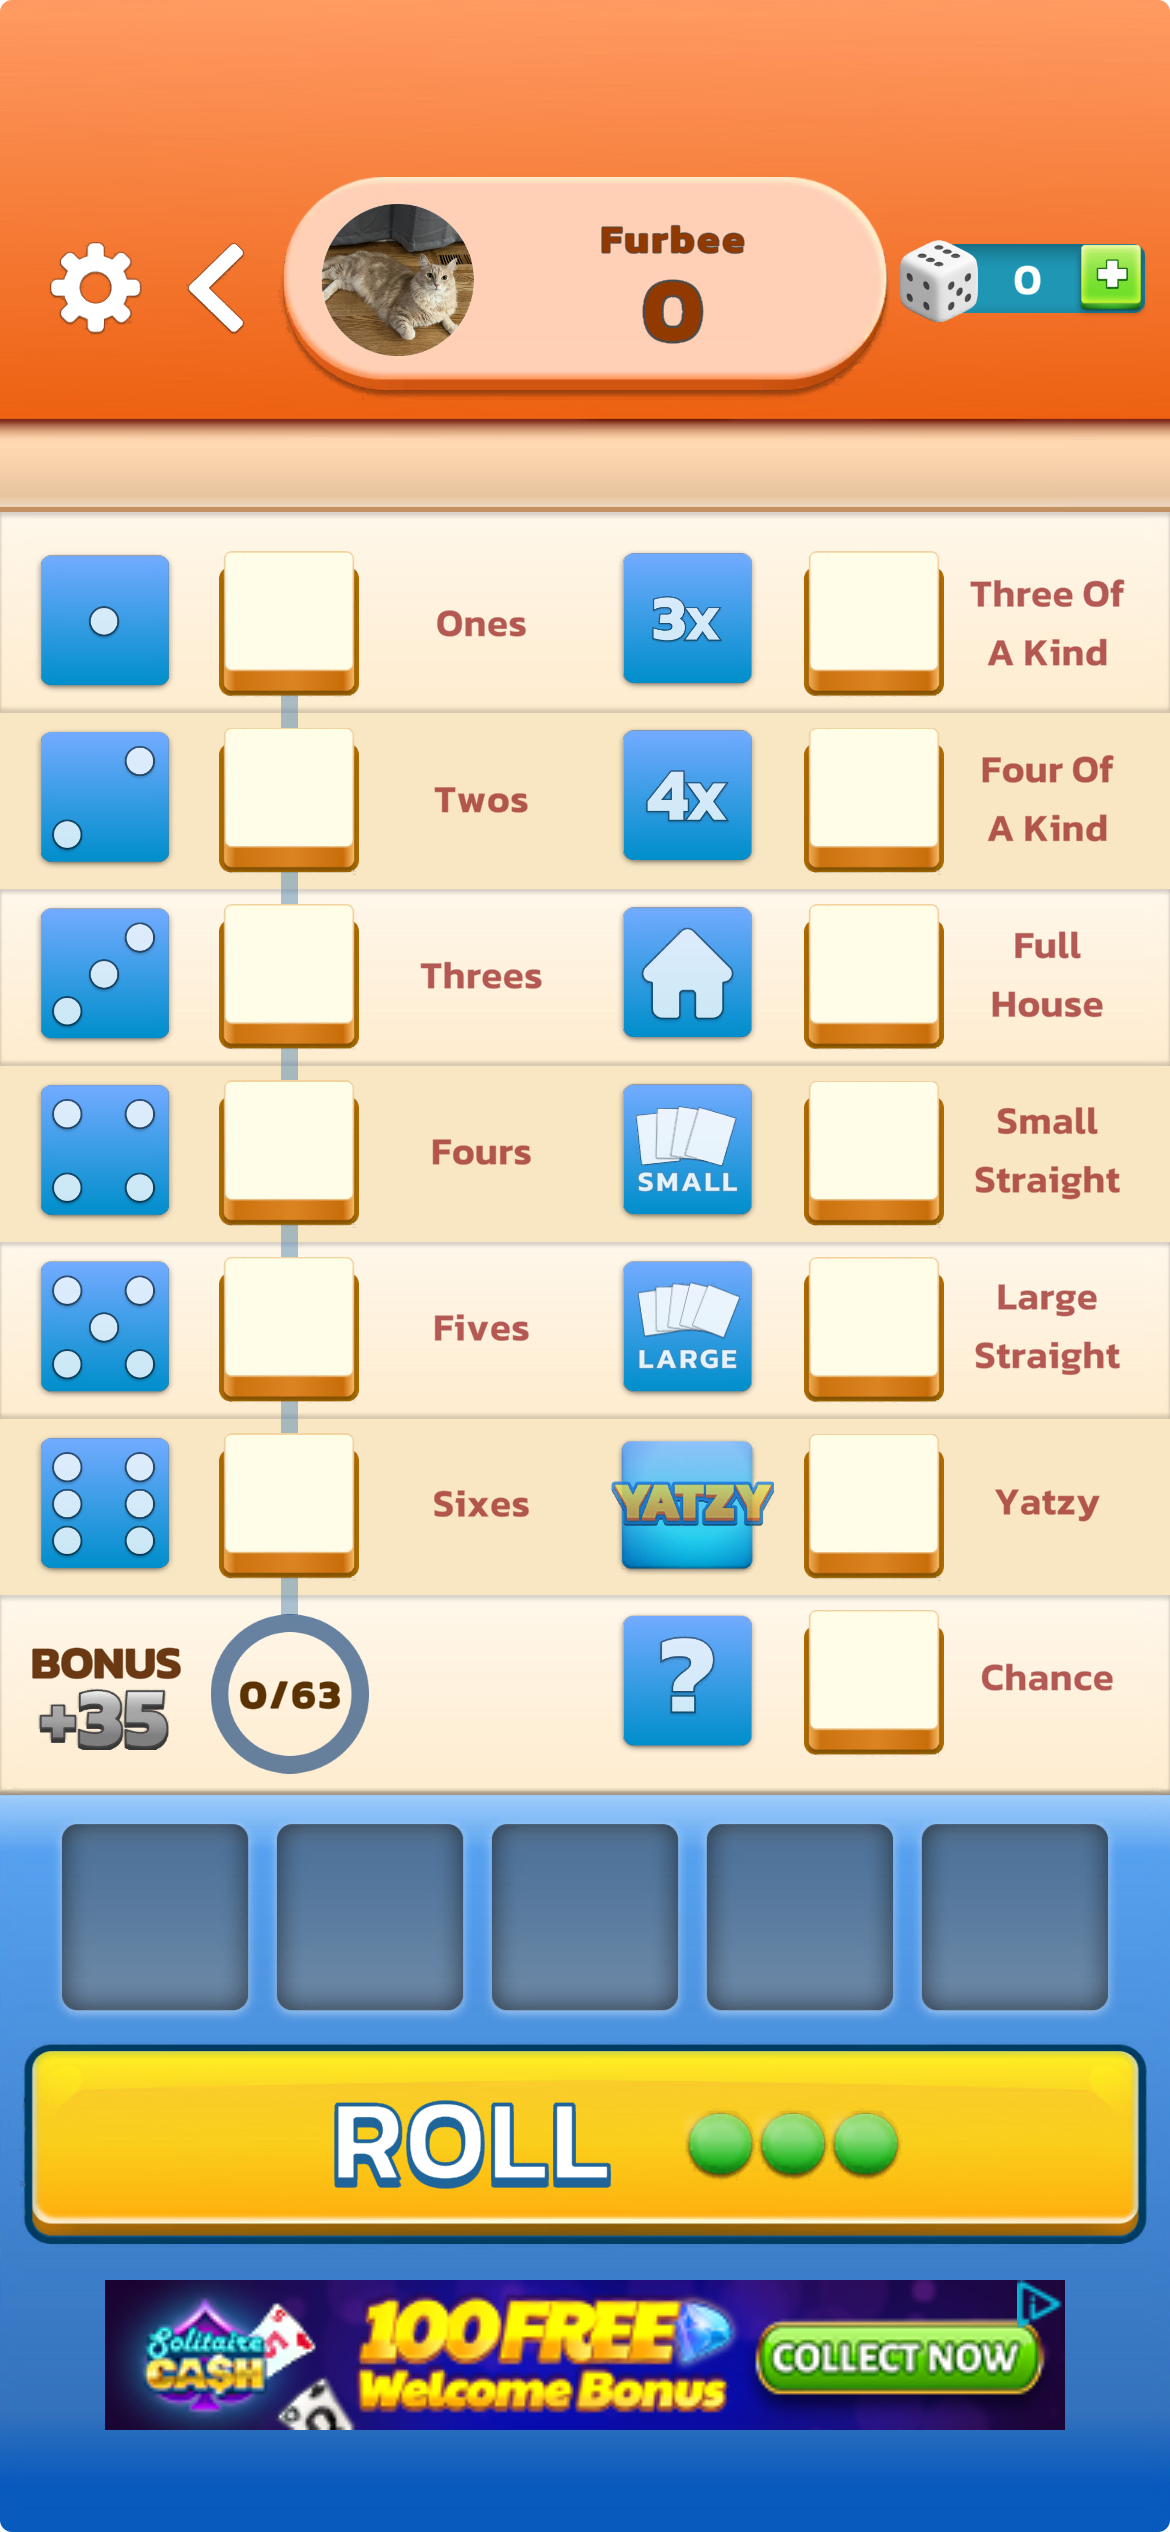 Furbee
0
0
Ones
3x
Three Of
A Kind
Twos
4x
Four Of
A Kind
Threes
Full
House
Fours
SMALL
Small
Straight
Fives
LARGE
Large
Straight
Sixes
YATZY
Yatzy
BONUS
+35
0/63
?
Chance
ROLL
Solitaire
CA$H
100 FREE
Welcome Bonus
COLLECT NOW